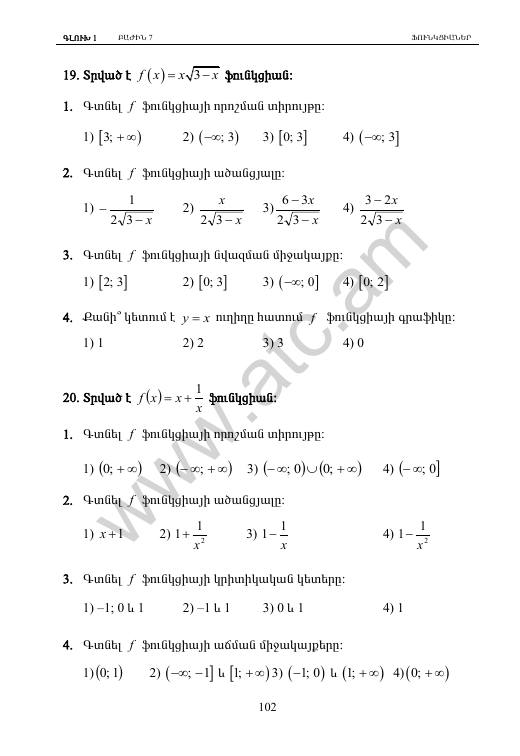 ԳԼՈՒԽ 1 ԲԱԺԻՆ 7 ՖՈՒՆԿՑԻԱՆԵՐ
19. Տրված է f(x) = x√(3−x) ֆունկցիան:
1. Գտնել f ֆունկցիայի որոշման տիրույթը:
1) [3; +∞) 2) (−∞; 3) 3) [0; 3] 4) (−∞; 3]
2. Գտնել f ֆունկցիայի ածանցյալը:
1) −1/(2√(3−x)) 2) x/(2√(3−x)) 3) (6−3x)/(2√(3−x)) 4) (3−2x)/(2√(3−x))
3. Գտնել f ֆունկցիայի նվազման միջակայքը:
1) [2; 3] 2) [0; 3] 3) (−∞; 0] 4) [0; 2]
4. Քանի՞ կետում է y = x ուղիղը հատում f ֆունկցիայի գրաֆիկը:
1) 1 2) 2 3) 3 4) 0
20. Տրված է f(x) = x + 1/x ֆունկցիան:
1. Գտնել f ֆունկցիայի որոշման տիրույթը:
1) (0; +∞) 2) (−∞; +∞) 3) (−∞; 0)∪(0; +∞) 4) (−∞; 0]
2. Գտնել f ֆունկցիայի ածանցյալը:
1) x+1 2) 1+1/x² 3) 1−1/x 4) 1−1/x²
3. Գտնել f ֆունկցիայի կրիտիկական կետերը:
1) –1; 0 և 1 2) –1 և 1 3) 0 և 1 4) 1
4. Գտնել f ֆունկցիայի աճման միջակայքերը:
1) (0; 1) 2) (−∞; −1] և [1; +∞) 3) (−1; 0) և (1; +∞) 4) (0; +∞)
102
www.atc.am